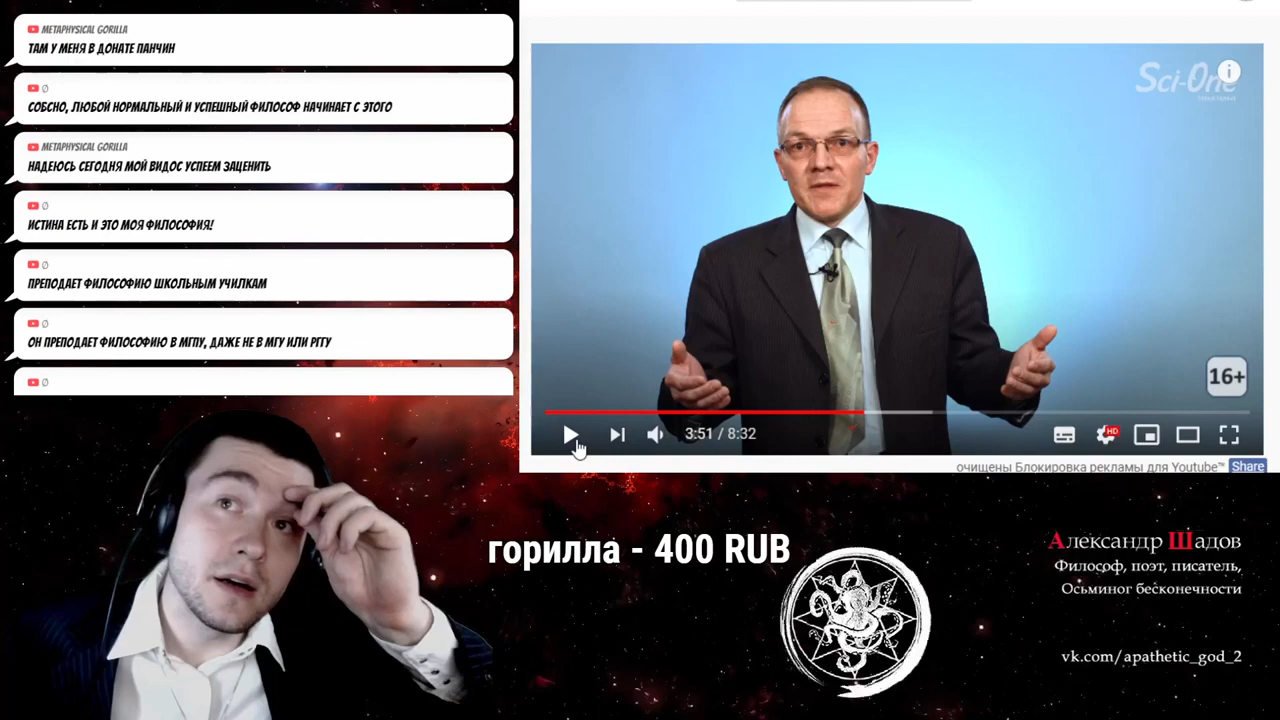 METAPHYSICAL GORILLA
ТАМ У МЕНЯ В ДОНАТЕ ПАНЧИН
Ø
СОБСНО, ЛЮБОЙ НОРМАЛЬНЫЙ И УСПЕШНЫЙ ФИЛОСОФ НАЧИНАЕТ С ЭТОГО
METAPHYSICAL GORILLA
НАДЕЮСЬ СЕГОДНЯ МОЙ ВИДОС УСПЕЕМ ЗАЦЕНИТЬ
Ø
ИСТИНА ЕСТЬ И ЭТО МОЯ ФИЛОСОФИЯ!
Ø
ПРЕПОДАЕТ ФИЛОСОФИЮ ШКОЛЬНЫМ УЧИЛКАМ
Ø
ОН ПРЕПОДАЕТ ФИЛОСОФИЮ В МГПУ, ДАЖЕ НЕ В МГУ ИЛИ РГГУ
Ø
Sci-One
16+
3:51 / 8:32
HD
очищены Блокировка рекламы для Youtube™ Share
горилла - 400 RUB
Александр Шадов
Философ, поэт, писатель,
Осьминог бесконечности
vk.com/apathetic_god_2